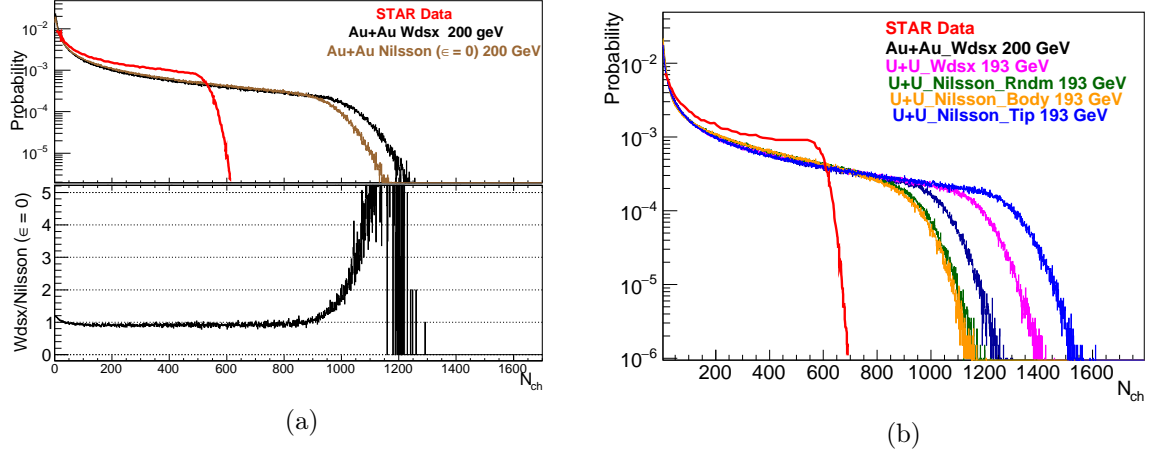 STAR Data
Au+Au Wdsx 200 geV
Au+Au Nilsson (ε = 0) 200 GeV
Probability
10⁻²
10⁻³
10⁻⁴
10⁻⁵
Wdsx/Nilsson (ε = 0)
5
4
3
2
1
0
0 200 400 600 800 1000 1200 1400 1600
N_ch
(a)
STAR Data
Au+Au_Wdsx 200 GeV
U+U_Wdsx 193 GeV
U+U_Nilsson_Rndm 193 GeV
U+U_Nilsson_Body 193 GeV
U+U_Nilsson_Tip 193 GeV
Probability
10⁻²
10⁻³
10⁻⁴
10⁻⁵
10⁻⁶
200 400 600 800 1000 1200 1400 1600
N_ch
(b)